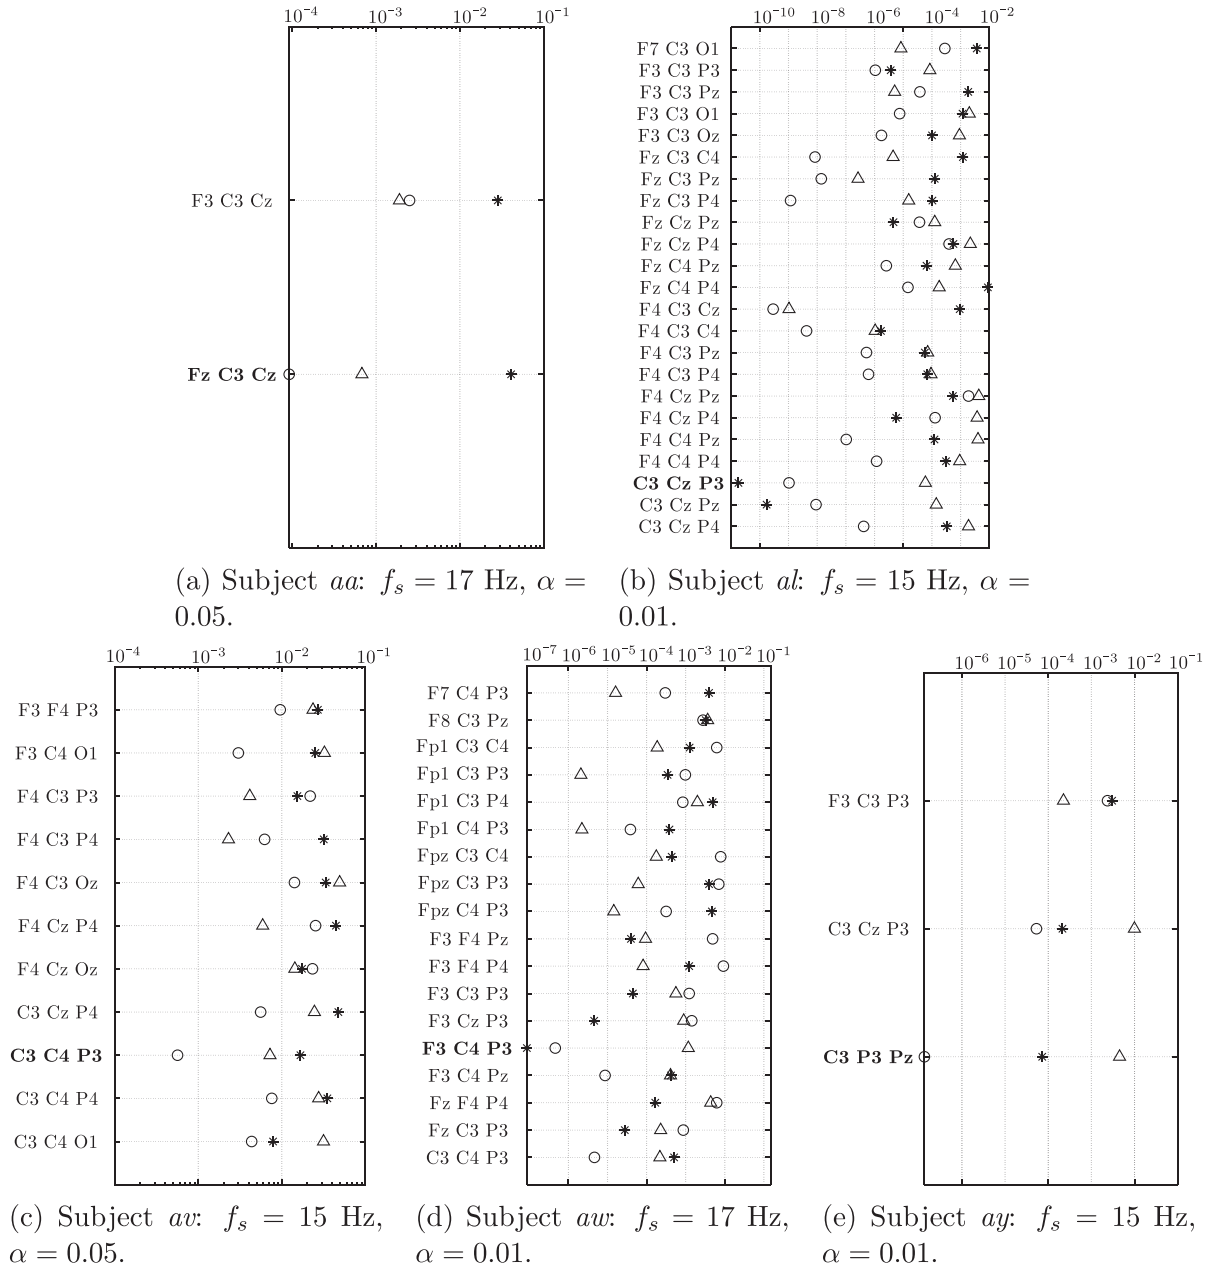 10^{-4} 10^{-3} 10^{-2} 10^{-1}
F3 C3 Cz
Fz C3 Cz
(a) Subject aa: f_s = 17 Hz, α =
0.05.
10^{-10} 10^{-8} 10^{-6} 10^{-4} 10^{-2}
F7 C3 O1
F3 C3 P3
F3 C3 Pz
F3 C3 O1
F3 C3 Oz
Fz C3 C4
Fz C3 Pz
Fz C3 P4
Fz Cz Pz
Fz Cz P4
Fz C4 Pz
Fz C4 P4
F4 C3 Cz
F4 C3 C4
F4 C3 Pz
F4 C3 P4
F4 Cz Pz
F4 Cz P4
F4 C4 Pz
F4 C4 P4
C3 Cz P3
C3 Cz Pz
C3 Cz P4
(b) Subject al: f_s = 15 Hz, α =
0.01.
10^{-4} 10^{-3} 10^{-2} 10^{-1}
F3 F4 P3
F3 C4 O1
F4 C3 P3
F4 C3 P4
F4 C3 Oz
F4 Cz P4
F4 Cz Oz
C3 Cz P4
C3 C4 P3
C3 C4 P4
C3 C4 O1
(c) Subject av: f_s = 15 Hz,
α = 0.05.
10^{-7} 10^{-6} 10^{-5} 10^{-4} 10^{-3} 10^{-2} 10^{-1}
F7 C4 P3
F8 C3 Pz
Fp1 C3 C4
Fp1 C3 P3
Fp1 C3 P4
Fp1 C4 P3
Fpz C3 C4
Fpz C3 P3
Fpz C4 P3
F3 F4 Pz
F3 F4 P4
F3 C3 P3
F3 Cz P3
F3 C4 P3
F3 C4 Pz
Fz F4 P4
Fz C3 P3
C3 C4 P3
(d) Subject aw: f_s = 17 Hz,
α = 0.01.
10^{-6} 10^{-5} 10^{-4} 10^{-3} 10^{-2} 10^{-1}
F3 C3 P3
C3 Cz P3
C3 P3 Pz
(e) Subject ay: f_s = 15 Hz,
α = 0.01.